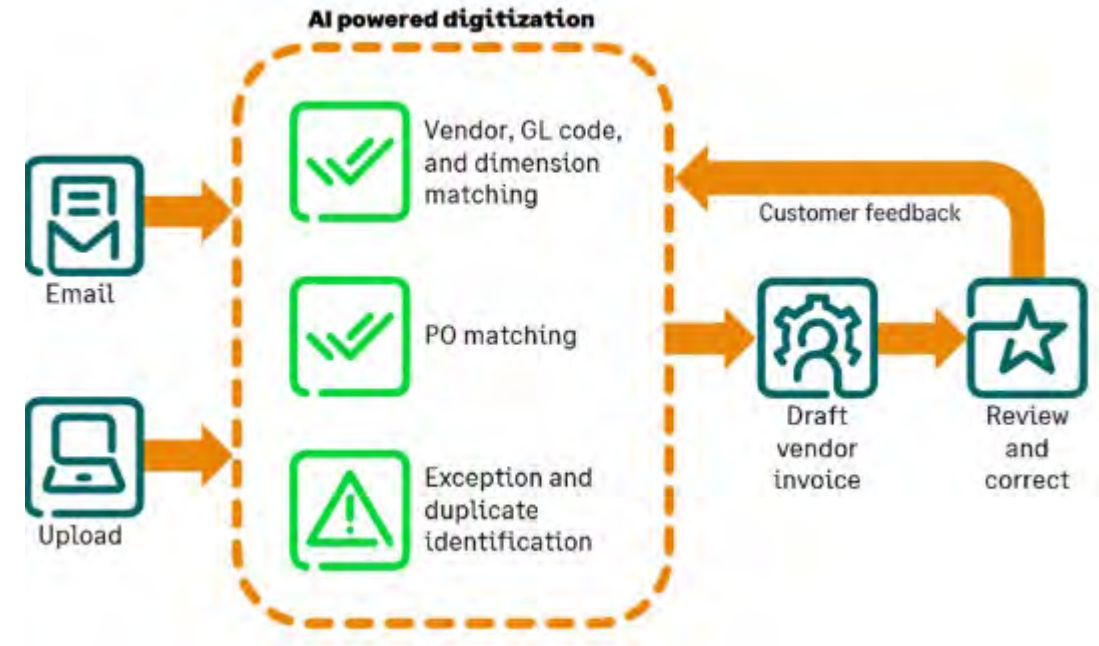 AI powered digitization
Email
Upload
Vendor, GL code,
and dimension
matching
PO matching
Exception and
duplicate
identification
Customer feedback
Draft
vendor
invoice
Review
and
correct